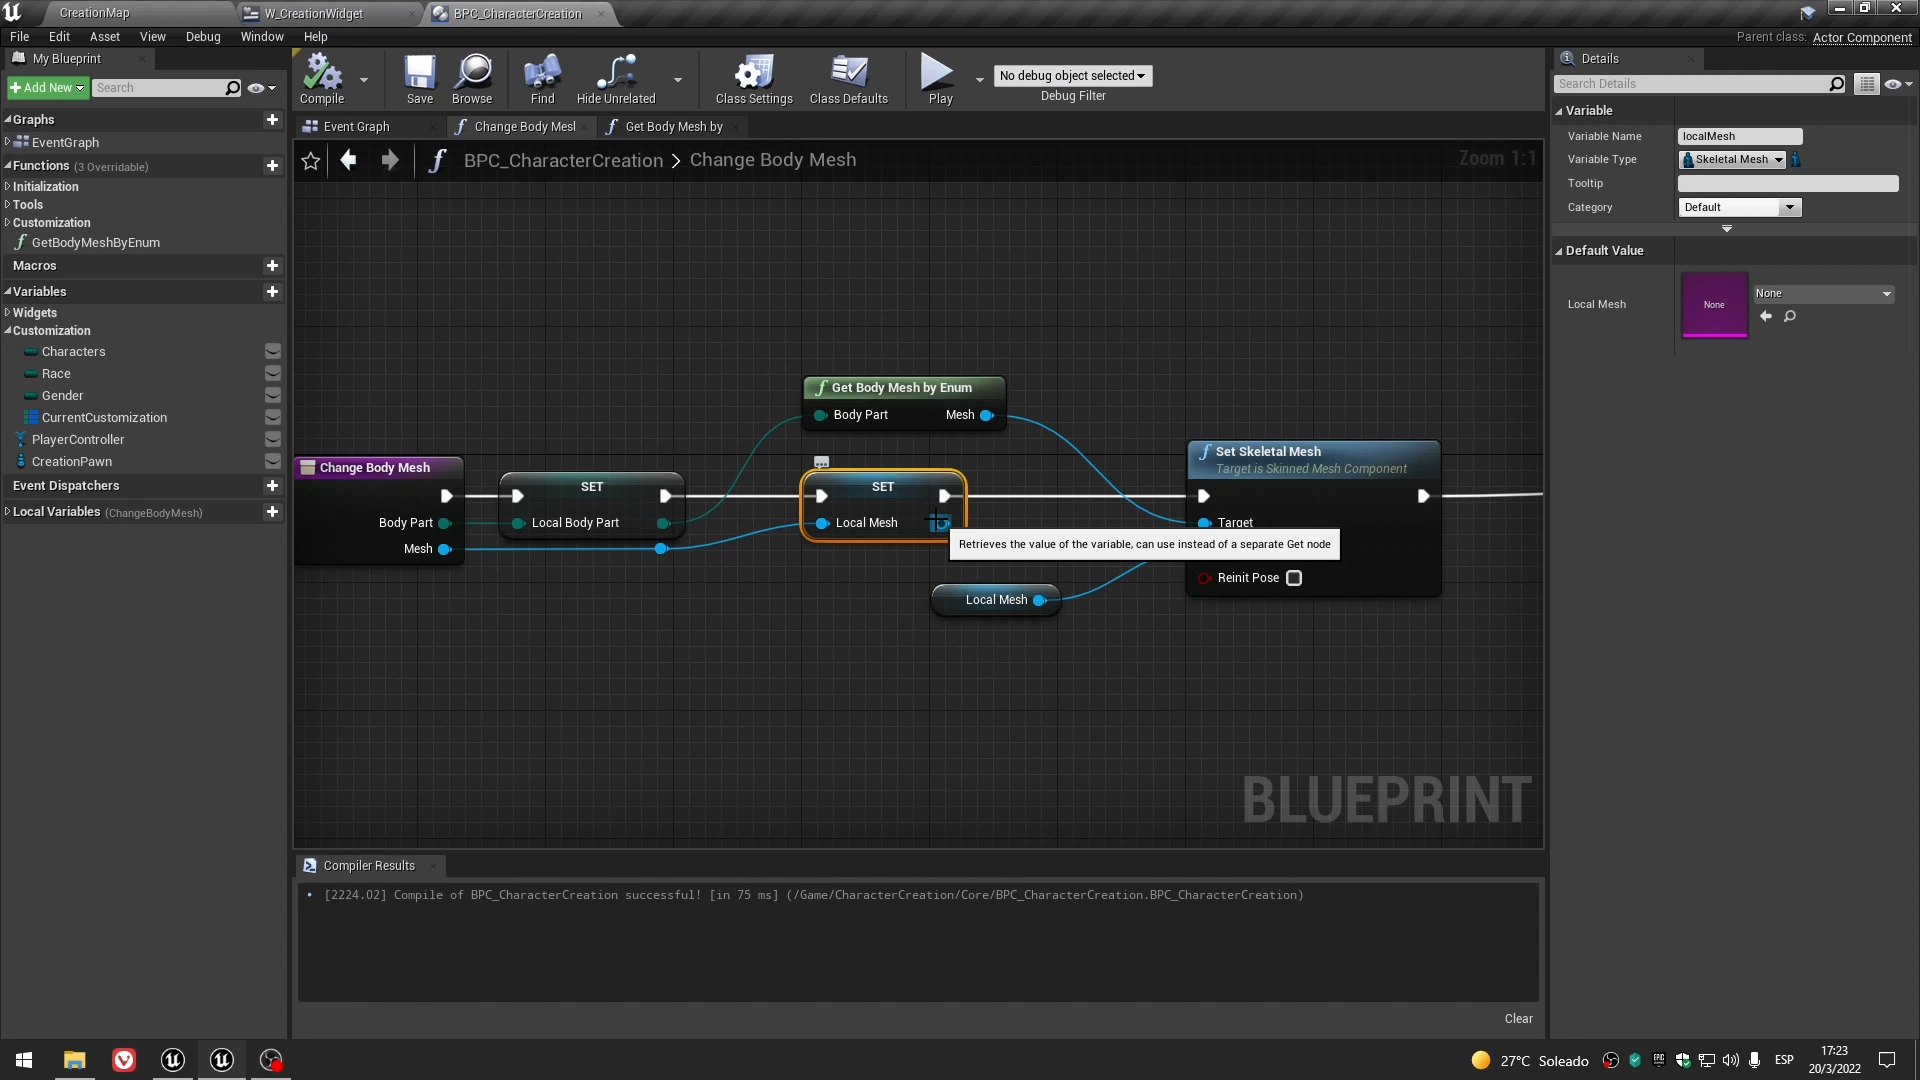 CreationMap
W_CreationWidget
BPC_CharacterCreation
File Edit Asset View Debug Window Help
Parent class: Actor Component
My Blueprint
Add New
Search
Compile
Save
Browse
Find
Hide Unrelated
Class Settings
Class Defaults
Play
No debug object selected
Debug Filter
Graphs
EventGraph
Functions (3 Overridable)
Initialization
Tools
Customization
GetBodyMeshByEnum
Macros
Variables
Widgets
Customization
Characters
Race
Gender
CurrentCustomization
PlayerController
CreationPawn
Event Dispatchers
Local Variables (ChangeBodyMesh)
Event Graph
Change Body Mesl
Get Body Mesh by
BPC_CharacterCreation > Change Body Mesh
Zoom 1:1
Get Body Mesh by Enum
Body Part
Mesh
Change Body Mesh
Body Part
Mesh
SET
Local Body Part
SET
Local Mesh
Set Skeletal Mesh
Target is Skinned Mesh Component
Target
Retrieves the value of the variable, can use instead of a separate Get node
Reinit Pose
Local Mesh
BLUEPRINT
Compiler Results
[2224.02] Compile of BPC_CharacterCreation successful! [in 75 ms] (/Game/CharacterCreation/Core/BPC_CharacterCreation.BPC_CharacterCreation)
Clear
Details
Search Details
Variable
Variable Name
localMesh
Variable Type
Skeletal Mesh
Tooltip
Category
Default
Default Value
Local Mesh
None
None
27°C Soleado
EPIC
ESP
17:23
20/3/2022